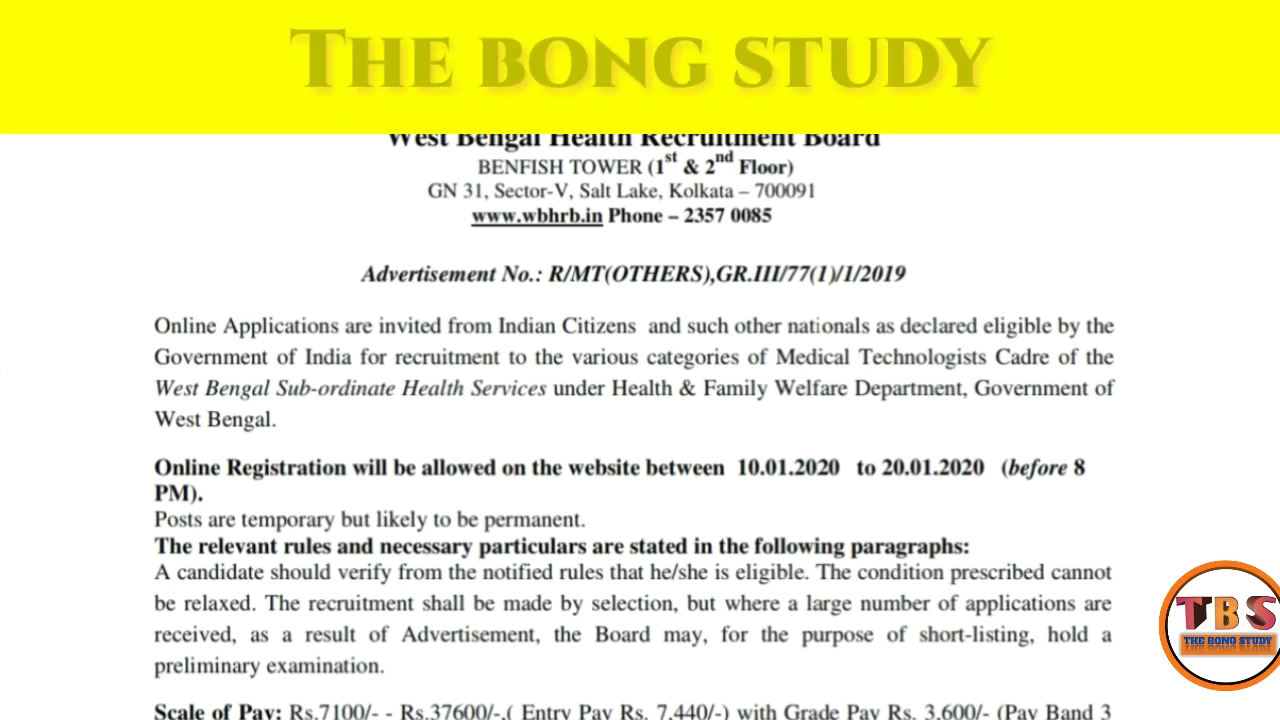 THE BONG STUDY
West Bengal Health Recruitment Board
BENFISH TOWER (1st & 2nd Floor)
GN 31, Sector-V, Salt Lake, Kolkata – 700091
www.wbhrb.in Phone – 2357 0085
Advertisement No.: R/MT(OTHERS),GR.III/77(1)/1/2019
Online Applications are invited from Indian Citizens and such other nationals as declared eligible by the
Government of India for recruitment to the various categories of Medical Technologists Cadre of the
West Bengal Sub-ordinate Health Services under Health & Family Welfare Department, Government of
West Bengal.
Online Registration will be allowed on the website between 10.01.2020 to 20.01.2020 (before 8
PM).
Posts are temporary but likely to be permanent.
The relevant rules and necessary particulars are stated in the following paragraphs:
A candidate should verify from the notified rules that he/she is eligible. The condition prescribed cannot
be relaxed. The recruitment shall be made by selection, but where a large number of applications are
received, as a result of Advertisement, the Board may, for the purpose of short-listing, hold a
preliminary examination.
TBS
THE BONG STUDY
Scale of Pay: Rs.7100/- - Rs.37600/-,( Entry Pay Rs. 7,440/-) with Grade Pay Rs. 3,600/- (Pay Band 3